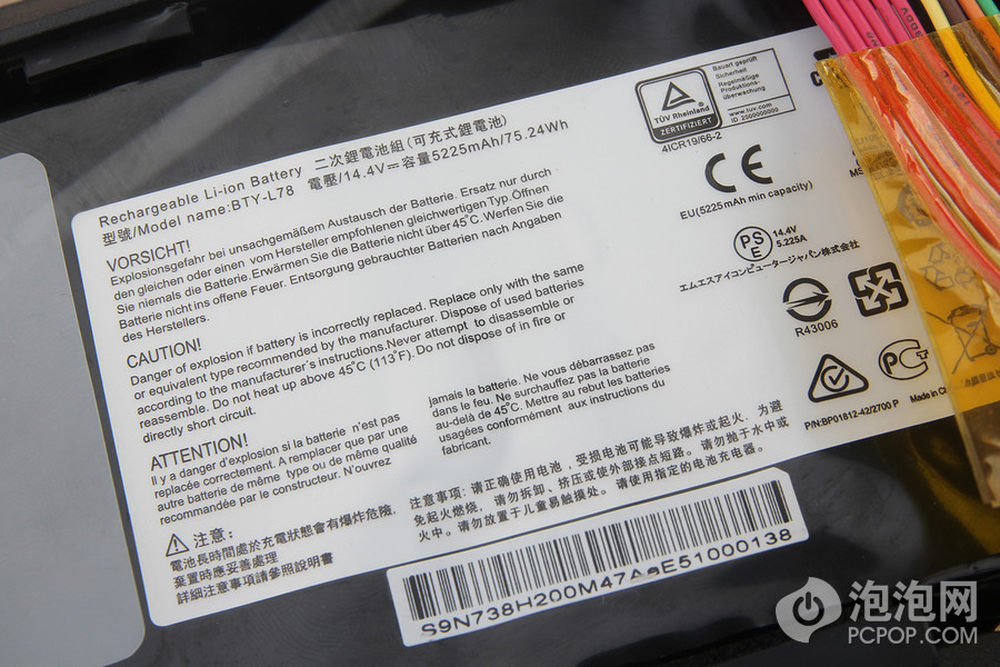 Rechargeable Li-ion Battery 二次鋰電池組(可充式鋰電池)
型號/Model name:BTY-L78 電壓/14.4V⎓容量5225mAh/75.24Wh
VORSICHT!
Explosionsgefahr bei unsachgemäßem Austausch der Batterie. Ersatz nur durch
den gleichen oder einen vom Hersteller empfohlenen gleichwertigen Typ.Öffnen
Sie niemals die Batterie. Erwärmen Sie die Batterie nicht über 45°C.Werfen Sie die
Batterie nicht ins offene Feuer. Entsorgung gebrauchter Batterien nach Angaben
des Herstellers.
CAUTION!
Danger of explosion if battery is incorrectly replaced. Replace only with the same
or equivalent type recommended by the manufacturer. Dispose of used batteries
according to the manufacturer's instructions.Never attempt to disassemble or
reassemble. Do not heat up above 45°C (113°F). Do not dispose of in fire or
directly short circuit.
ATTENTION!
Il y a danger d'explosion si la batterie n'est pas
replacée correctement. A remplacer que par une
autre batterie de même type ou de même qualité
recommandée par le constructeur. N'ouvrez
jamais la batterie. Ne débarrassez pas
dans le feu. Ne surchauffez pas la batterie
au-delà de 45°C. Mettre au rebut les batteries
usagées conformément aux instructions du
fabricant.
注意:
電池長時間處於充電狀態會有爆炸危險,
棄置時應妥善處理
詳細注意事項請參照說明書
注意事项: 请正确使用电池，受损电池可能导致爆炸或起火，为避
免起火燃烧，请勿拆卸、挤压或使外部接点短路。请勿抛于水中或
火中。请勿放置于儿童易触摸处。请使用指定的电池充电器。
TÜV Rheinland
ZERTIFIZIERT
Bauart geprüft
Sicherheit
Regelmäßige
Produktions-
überwachung
www.tuv.com
ID 2000000000
4ICR19/66-2
CE
EU(5225mAh min capacity)
PS
E
14.4V
5.225A
エムエスアイコンピュータージャパン株式会社
R43006
P/N:BP01812-42/2700 P
Made in C
S9N738H200M47A9E51000138
泡泡网
PCPOP.COM